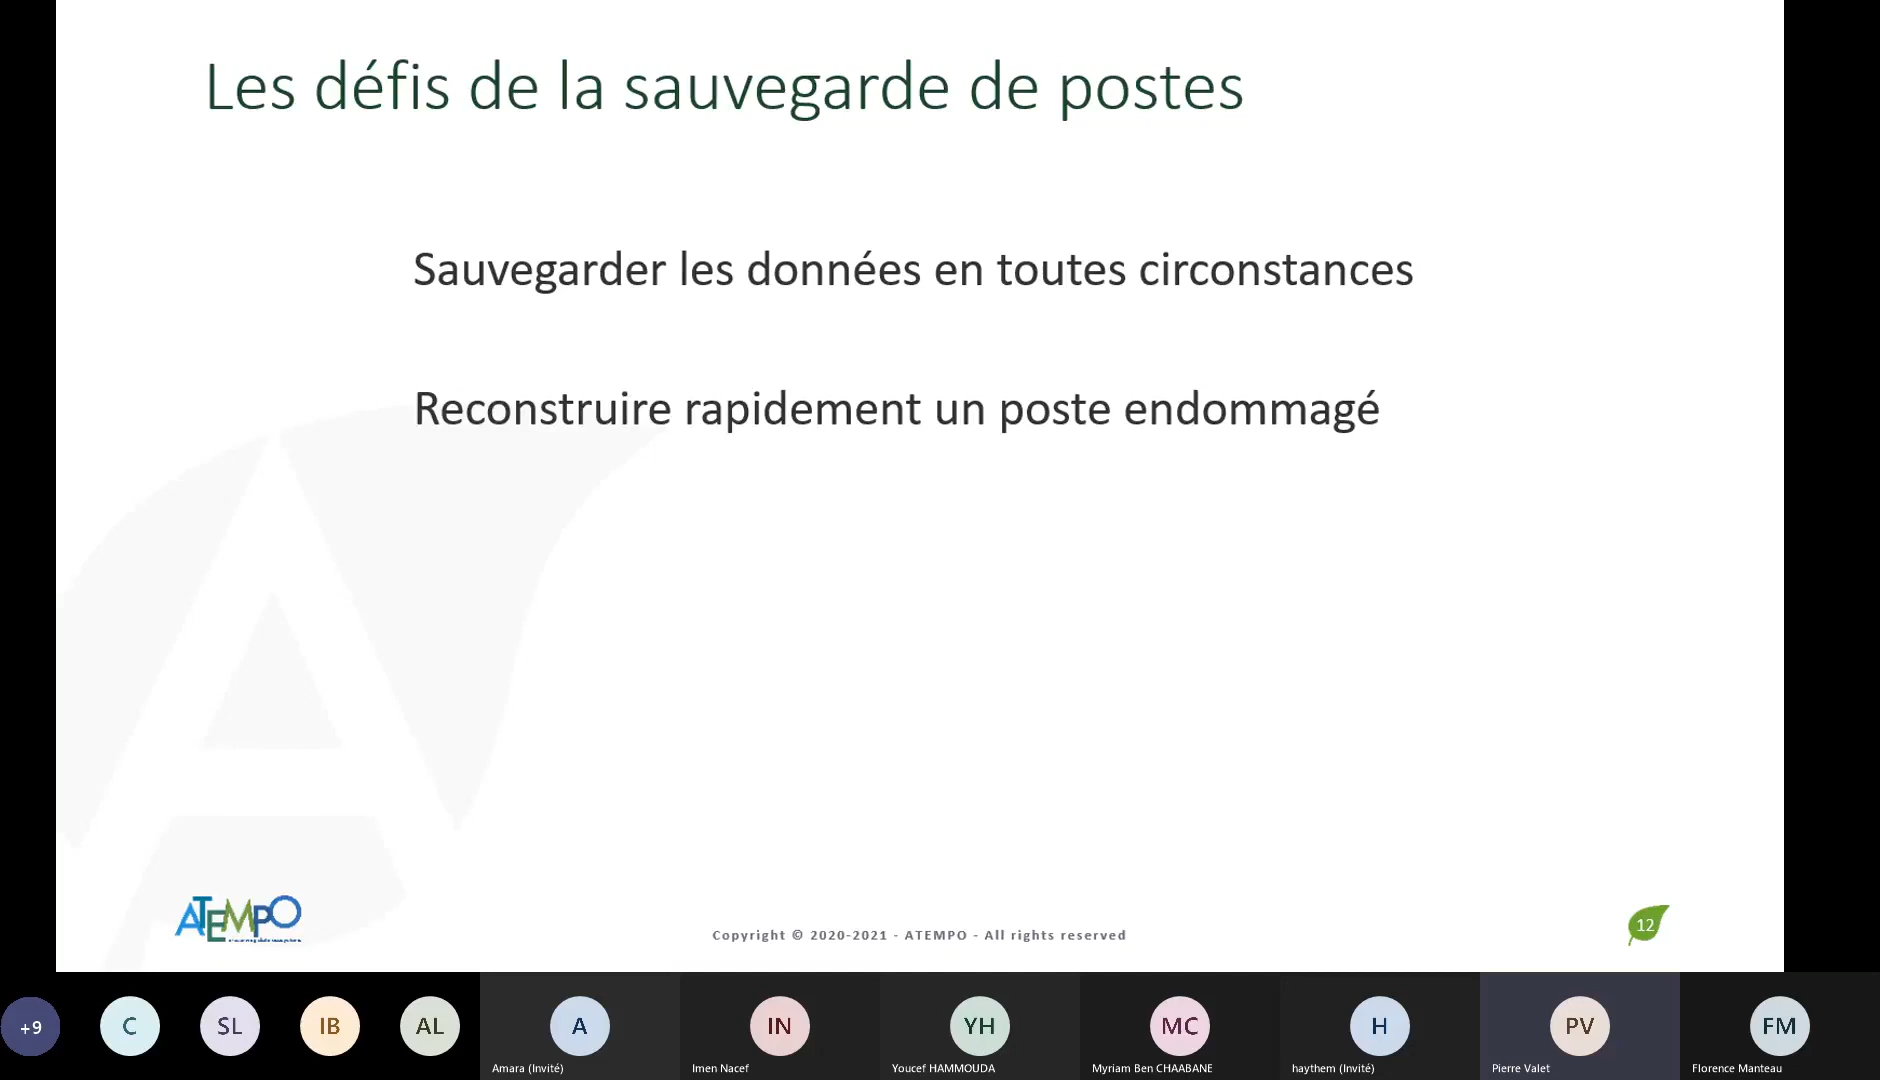 Les défis de la sauvegarde de postes
Sauvegarder les données en toutes circonstances
Reconstruire rapidement un poste endommagé
ATEMPO
Copyright © 2020-2021 - ATEMPO - All rights reserved
12
+9
C
SL
IB
AL
A
IN
YH
MC
H
PV
FM
Amara (Invité)
Imen Nacef
Youcef HAMMOUDA
Myriam Ben CHAABANE
haythem (Invité)
Pierre Valet
Florence Manteau